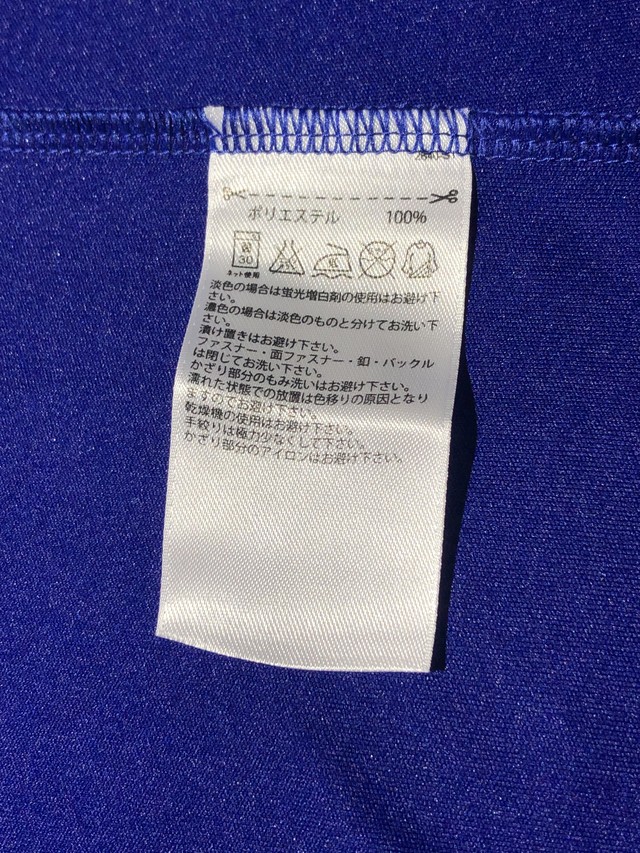 ポリエステル 100%
30
ネット使用
淡色の場合は蛍光増白剤の使用はお避け下
さい。
濃色の場合は淡色のものと分けてお洗い下
さい。
漬け置きはお避け下さい。
ファスナー・面ファスナー・釦・バックル
は閉じてお洗い下さい。
かざり部分のもみ洗いはお避け下さい。
濡れた状態での放置は色移りの原因となり
ますのでお避け下さい。
乾燥機の使用はお避け下さい。
手絞りは極力少なくして下さい。
かざり部分のアイロンはお避け下さい。